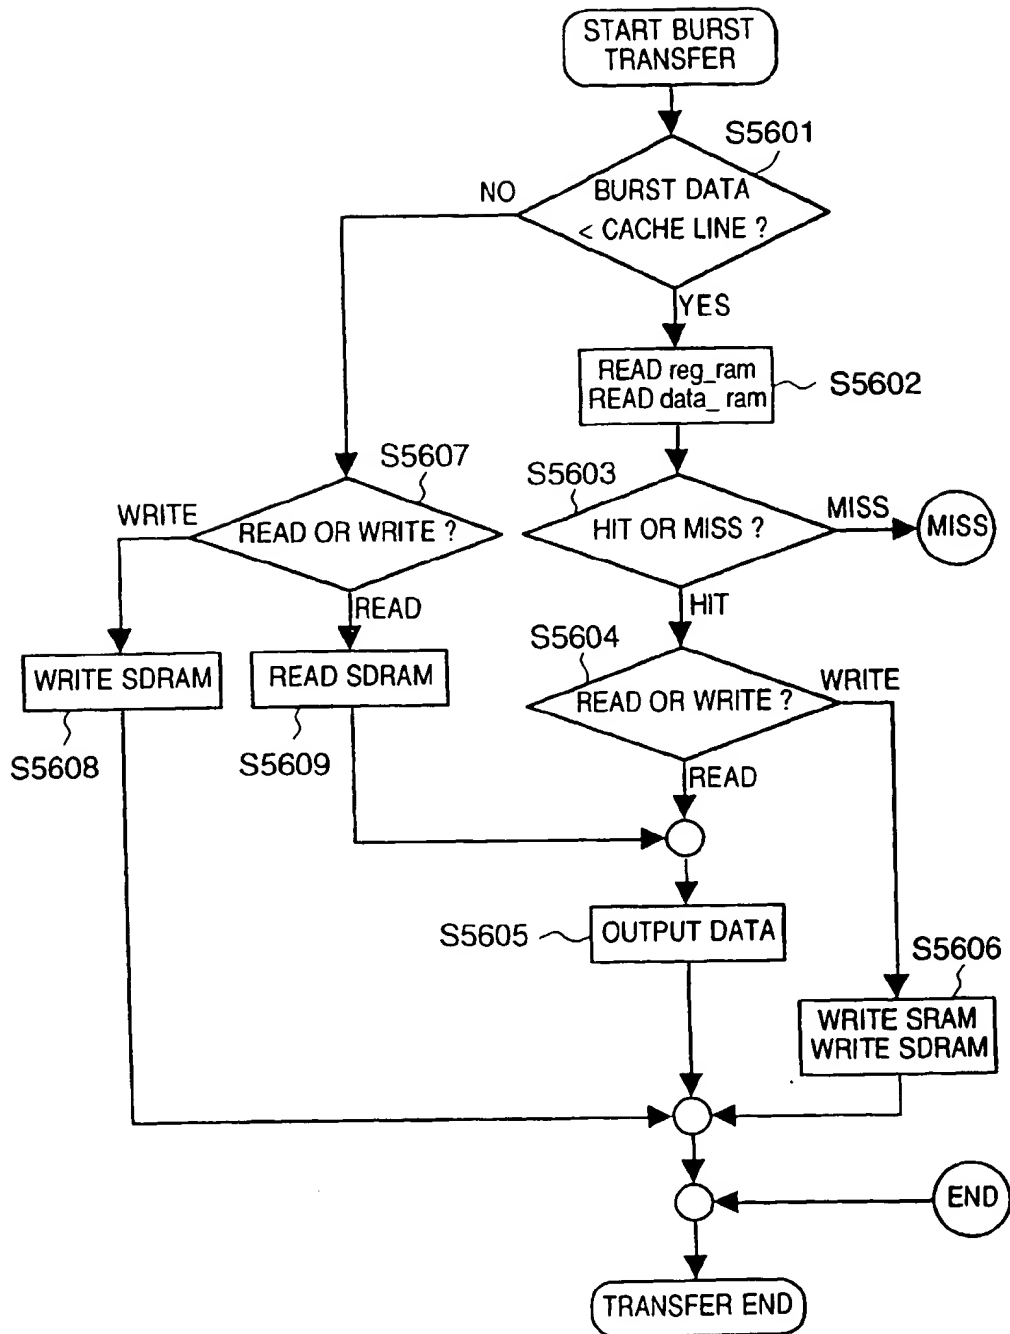 START BURST
TRANSFER
S5601
NO
BURST DATA
< CACHE LINE ?
YES
READ reg_ram
READ data_ ram
S5602
S5607
S5603
WRITE
READ OR WRITE ?
HIT OR MISS ?
MISS
MISS
READ
HIT
S5604
WRITE SDRAM
READ SDRAM
READ OR WRITE ?
WRITE
S5608
S5609
READ
S5605
OUTPUT DATA
S5606
WRITE SRAM
WRITE SDRAM
END
TRANSFER END